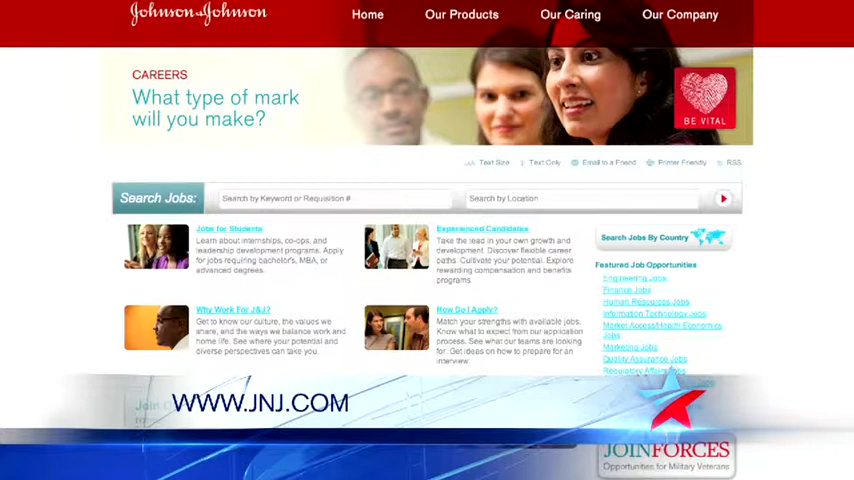 Johnson & Johnson
Home
Our Products
Our Caring
Our Company
CAREERS
What type of mark
will you make?
BE VITAL
Text Size
Text Only
Email to a Friend
Printer Friendly
RSS
Search Jobs:
Search by Keyword or Requisition #
Search by Location
Jobs for Students
Learn about internships, co-ops, and
leadership development programs. Apply
for jobs requiring bachelor's, MBA, or
advanced degrees.
Experienced Candidates
Take the lead in your own growth and
development. Discover flexible career
paths. Cultivate your potential. Explore
rewarding compensation and benefits
programs.
Why Work For J&J?
Get to know our culture, the values we
share, and the ways we balance work and
home life. See where your potential and
diverse perspectives can take you.
How Do I Apply?
Match your strengths with available jobs.
Know what to expect from our application
process. See what our teams are looking
for. Get ideas on how to prepare for an
interview.
Search Jobs By Country
Featured Job Opportunities
Engineering Jobs
Finance Jobs
Human Resources Jobs
Information Technology Jobs
Market Access/Health Economics
Jobs
Marketing Jobs
Quality Assurance Jobs
Regulatory Affairs Jobs
Join
WWW.JNJ.COM
JOINFORCES
Opportunities for Military Veterans